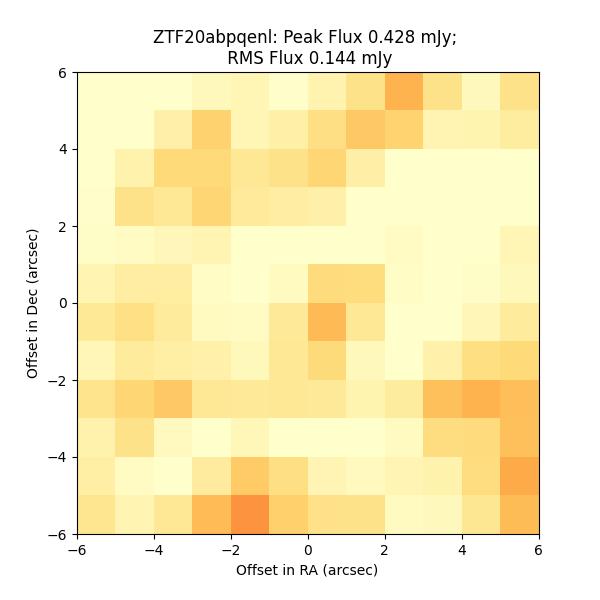 ZTF20abpqenl: Peak Flux 0.428 mJy;
RMS Flux 0.144 mJy
6
4
2
0
−2
−4
−6
Offset in Dec (arcsec)
−6 −4 −2 0 2 4 6
Offset in RA (arcsec)